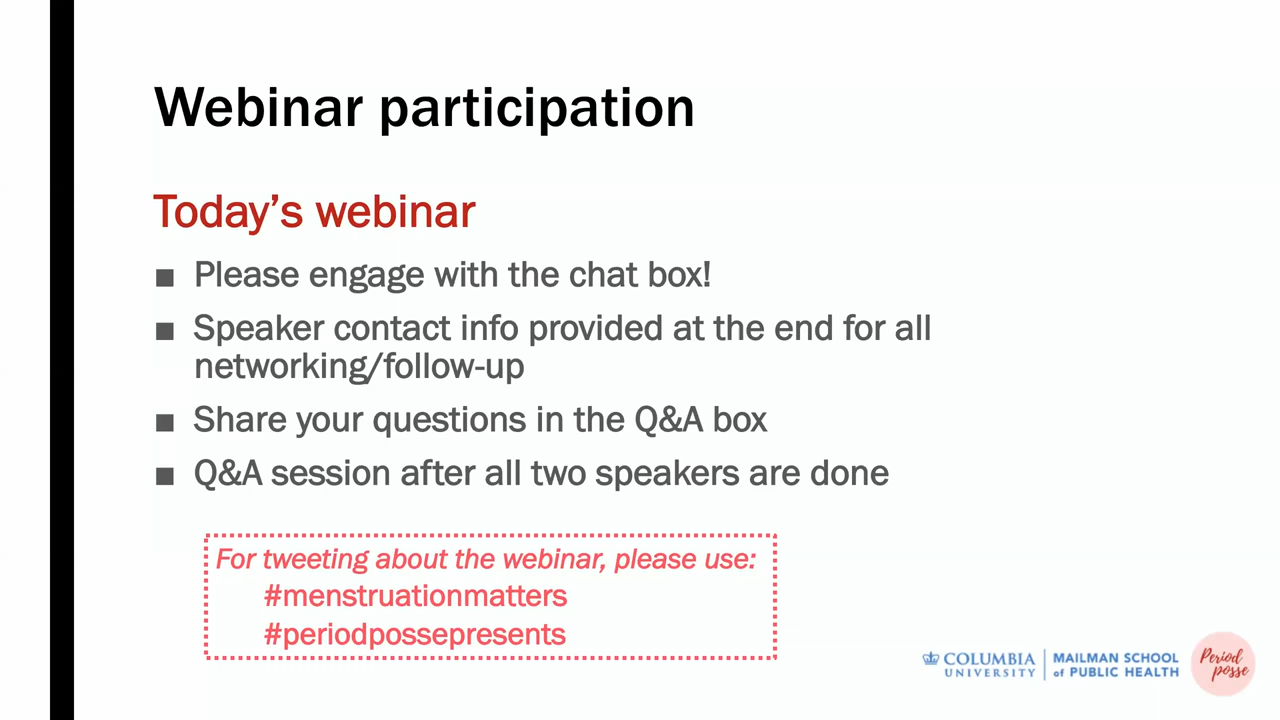 Webinar participation
Today’s webinar
■ Please engage with the chat box!
■ Speaker contact info provided at the end for all
networking/follow-up
■ Share your questions in the Q&A box
■ Q&A session after all two speakers are done
For tweeting about the webinar, please use:
#menstruationmatters
#periodpossepresents
COLUMBIA
UNIVERSITY
MAILMAN SCHOOL
of PUBLIC HEALTH
Period
posse